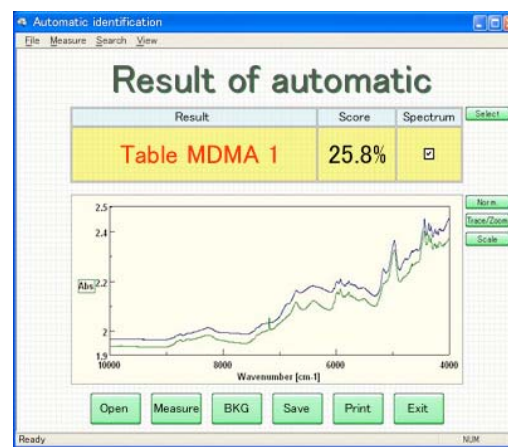 Automatic identification
File Measure Search View
Result of automatic
Result Score Spectrum
Select
Table MDMA 1 25.8%
Norm.
Trace/Zoom
Scale
2.5
2.4
Abs 2.2
2
1.9
10000 8000 6000 4000
Wavenumber [cm-1]
Open Measure BKG Save Print Exit
Ready NUM